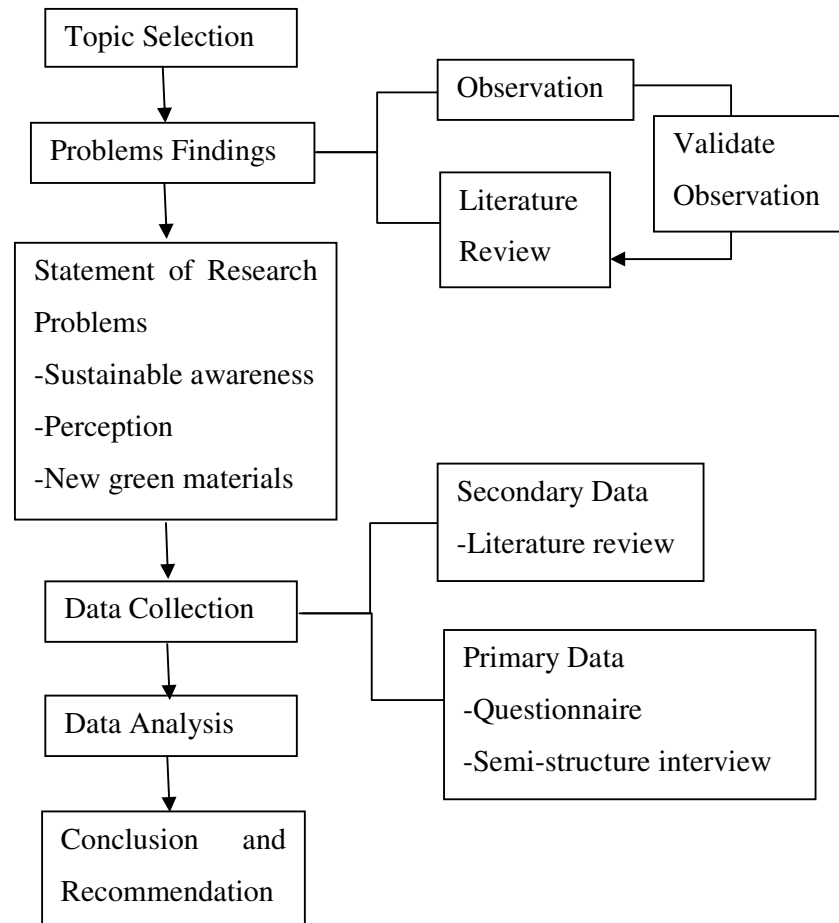 Topic Selection
Problems Findings
Observation
Validate
Observation
Literature
Review
Statement of Research
Problems
-Sustainable awareness
-Perception
-New green materials
Data Collection
Secondary Data
-Literature review
Primary Data
-Questionnaire
-Semi-structure interview
Data Analysis
Conclusion and
Recommendation